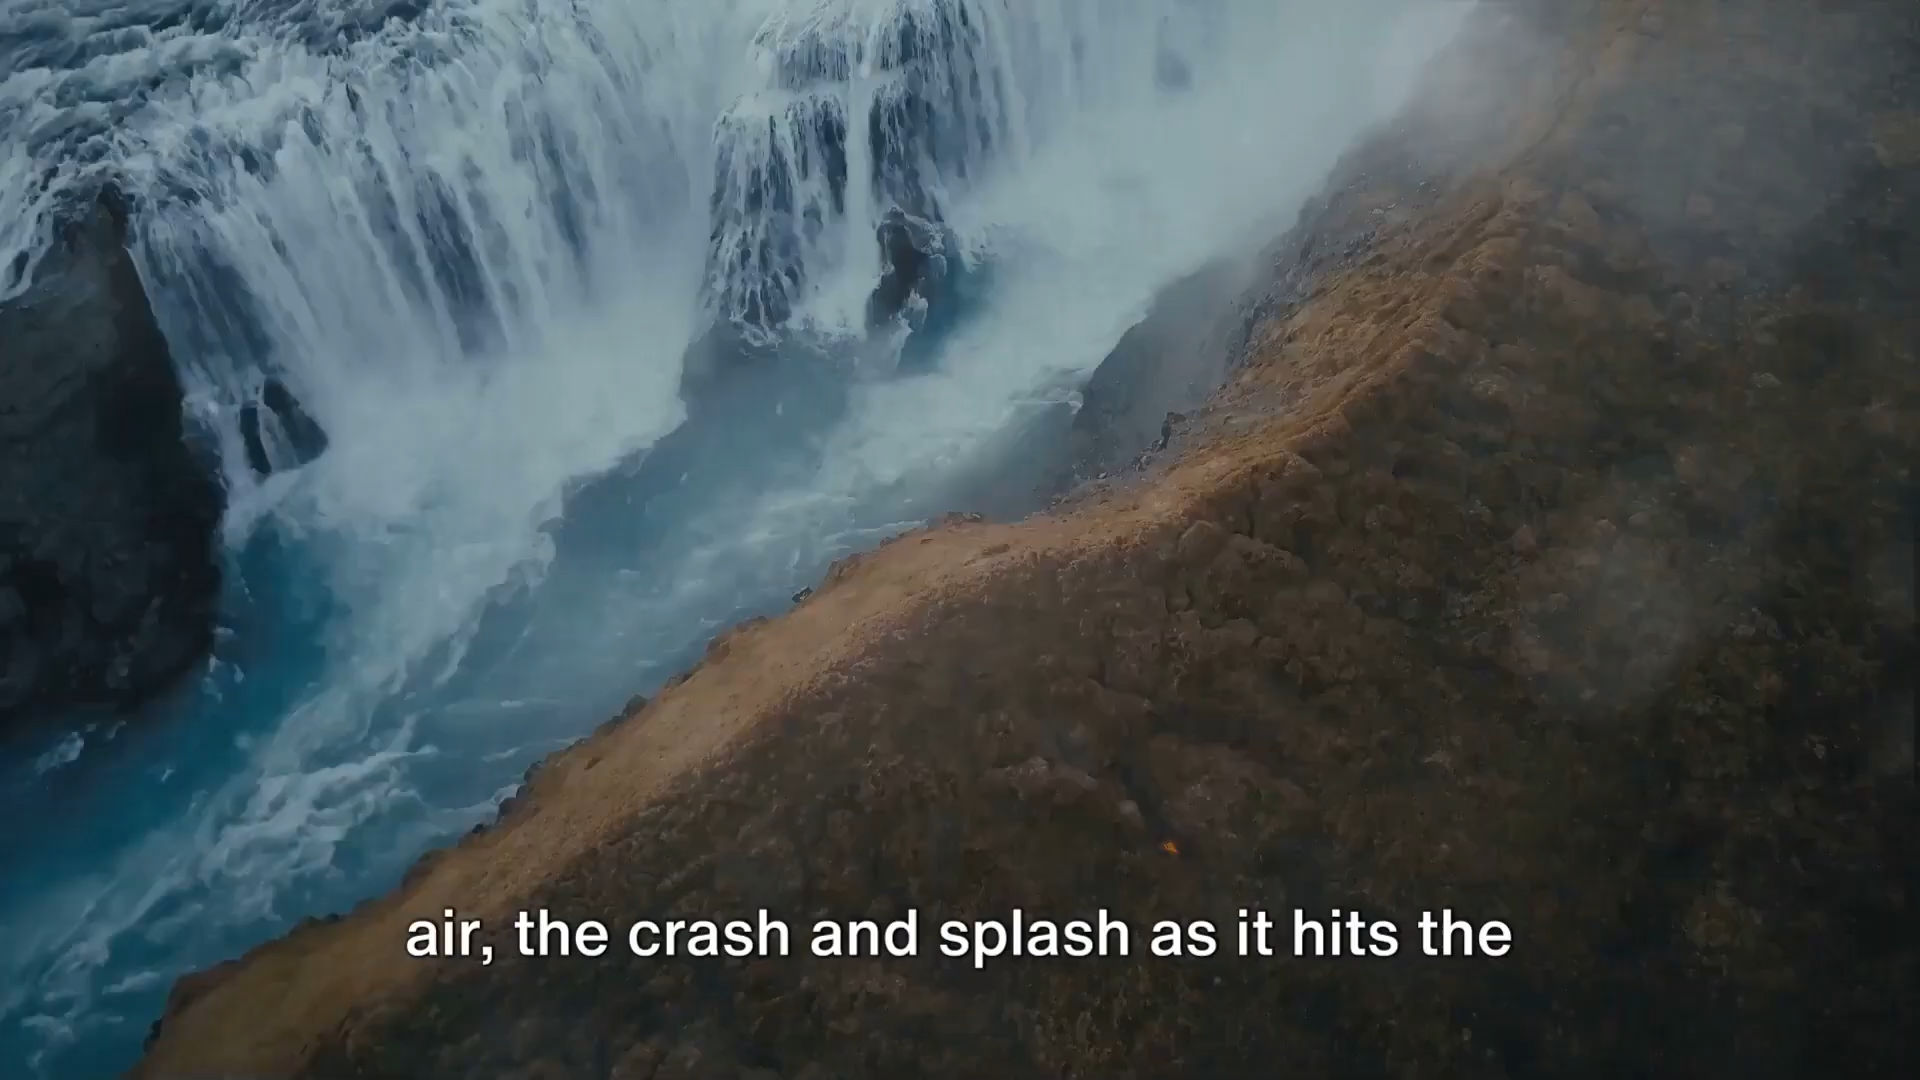 air, the crash and splash as it hits the